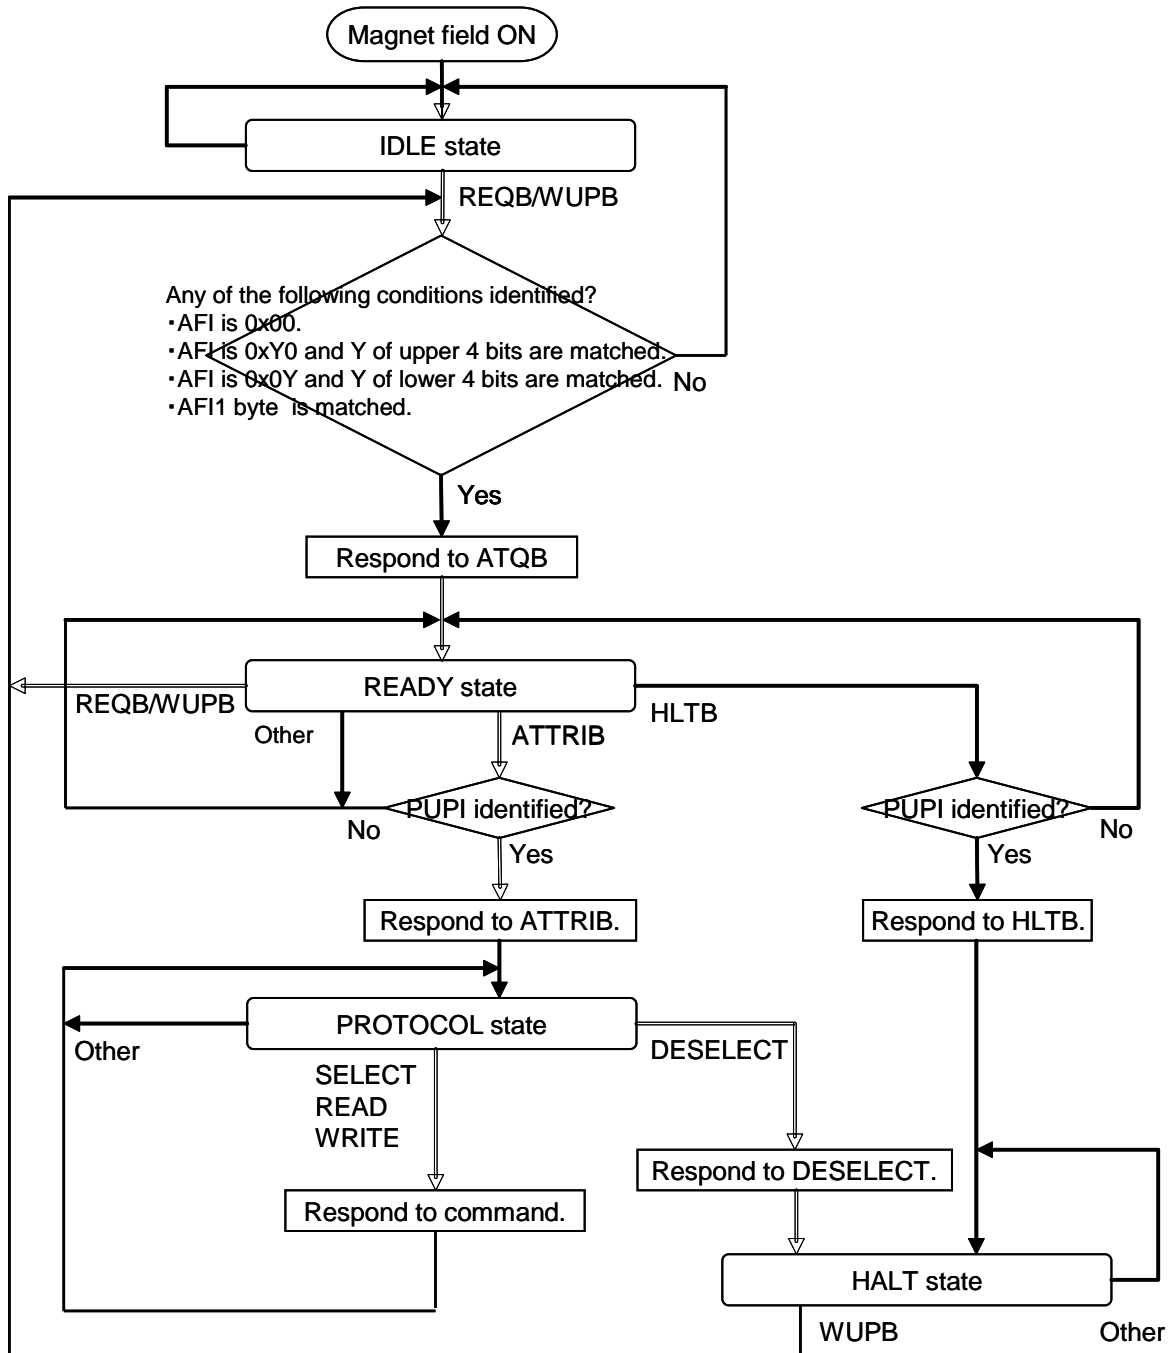 Magnet field ON
IDLE state
REQB/WUPB
Any of the following conditions identified?
・AFI is 0x00.
・AFI is 0xY0 and Y of upper 4 bits are matched.
・AFI is 0x0Y and Y of lower 4 bits are matched.
No
・AFI1 byte is matched.
Yes
Respond to ATQB
READY state
REQB/WUPB
HLTB
Other
ATTRIB
PUPI identified?
PUPI identified?
No
No
Yes
Yes
Respond to ATTRIB.
Respond to HLTB.
PROTOCOL state
Other
DESELECT
SELECT
READ
WRITE
Respond to DESELECT.
Respond to command.
HALT state
WUPB
Other